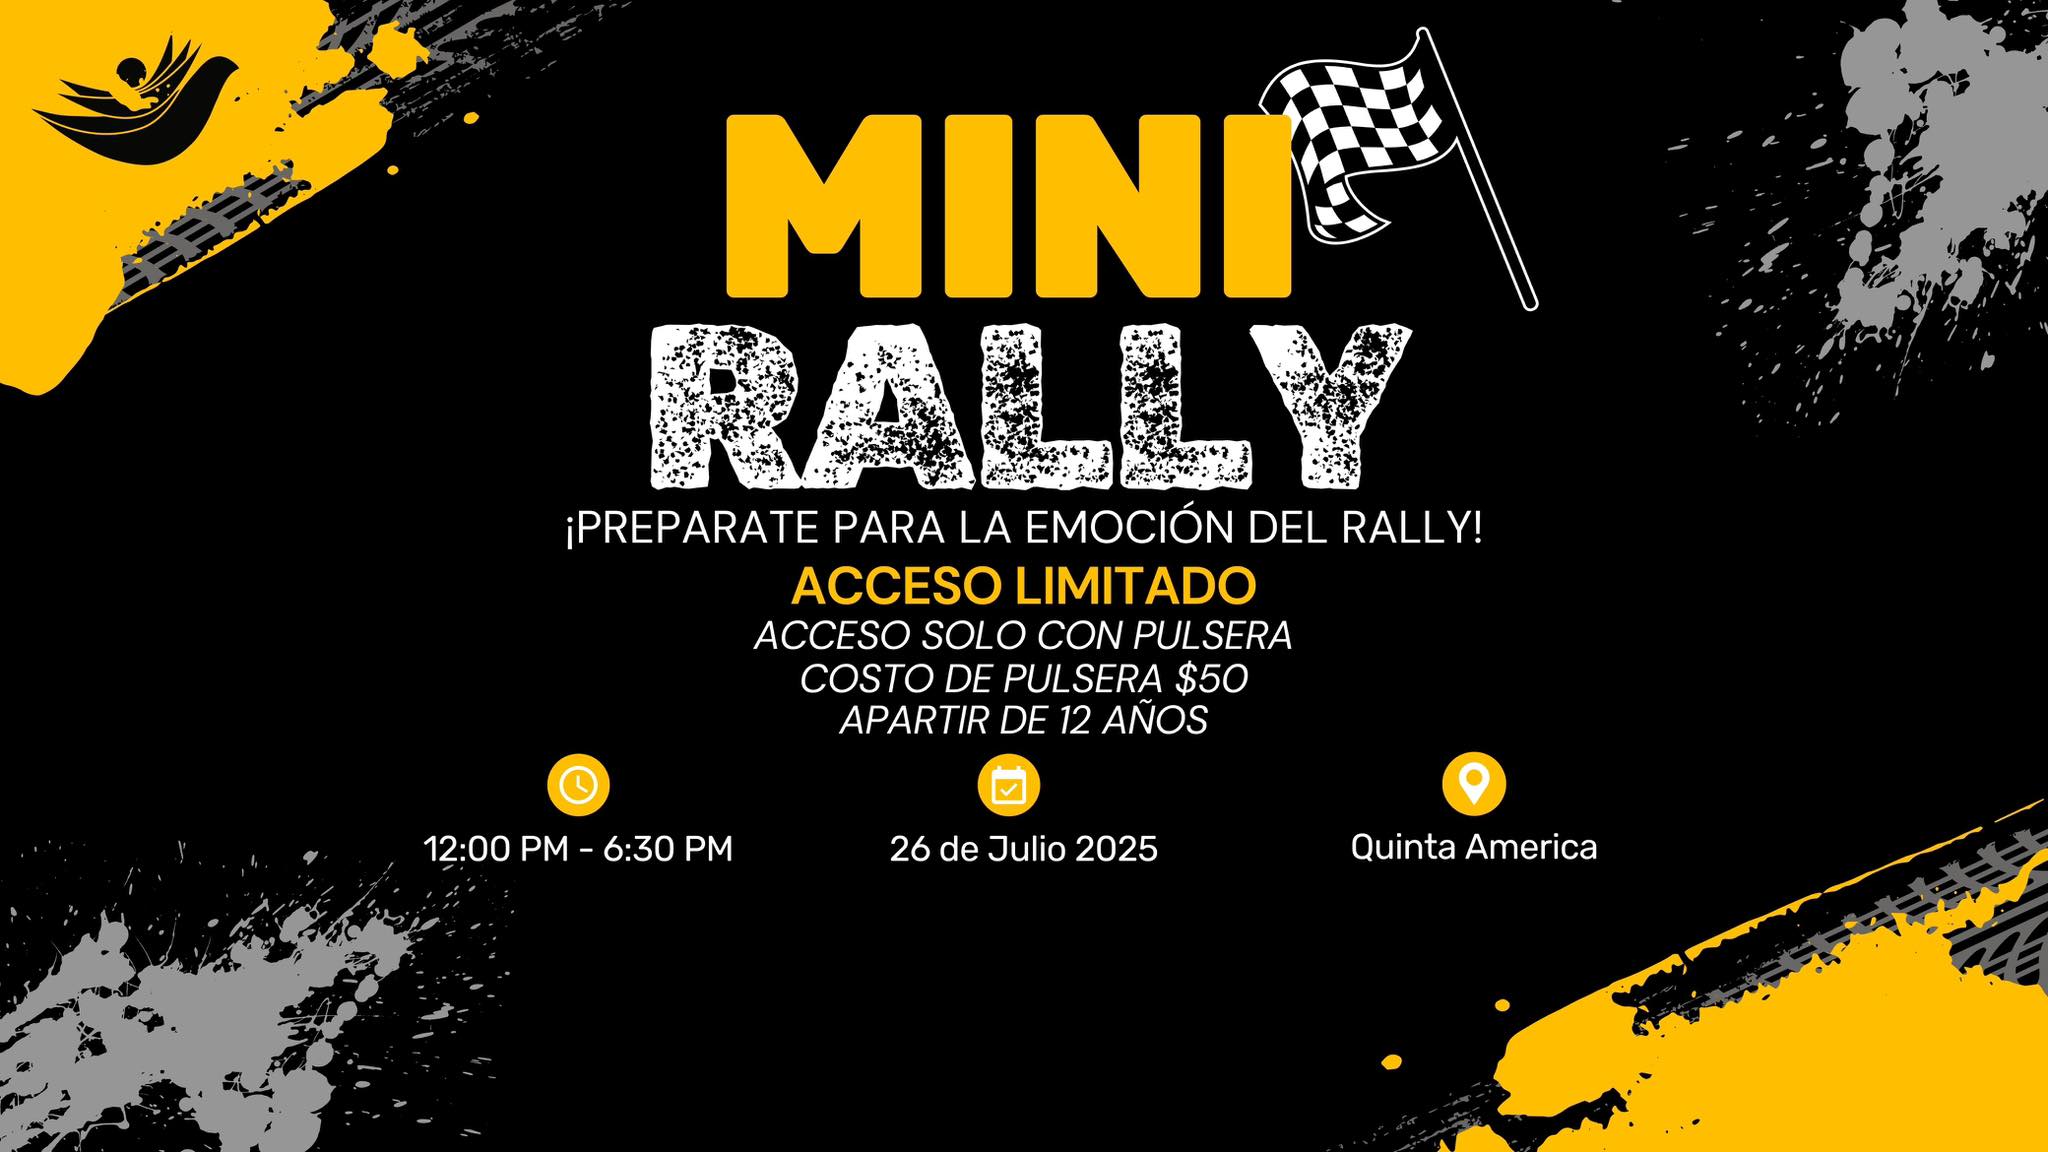 MINI
RALLY
¡PREPARATE PARA LA EMOCIÓN DEL RALLY!
ACCESO LIMITADO
ACCESO SOLO CON PULSERA
COSTO DE PULSERA $50
APARTIR DE 12 AÑOS
12:00 PM - 6:30 PM
26 de Julio 2025
Quinta America